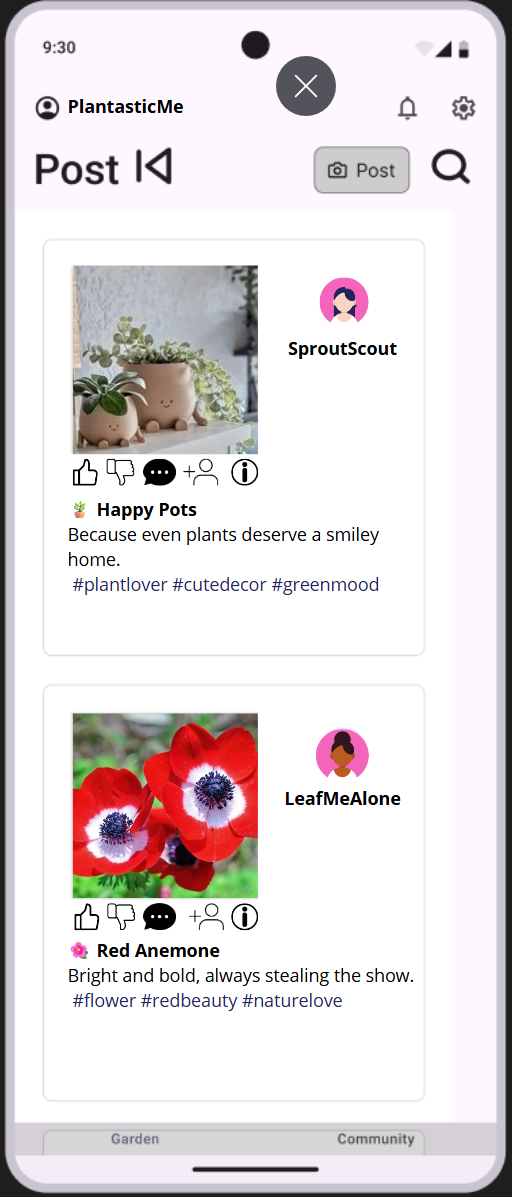 9:30
PlantasticMe
Post
Post
SproutScout
Happy Pots
Because even plants deserve a smiley
home.
#plantlover #cutedecor #greenmood
LeafMeAlone
Red Anemone
Bright and bold, always stealing the show.
#flower #redbeauty #naturelove
Garden
Community